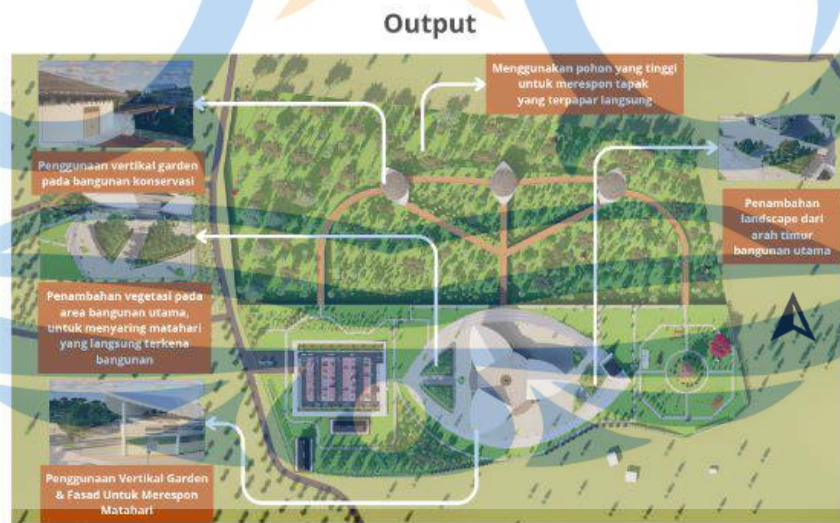 Output
Menggunakan pohon yang tinggi
untuk merespon tapak
yang terpapar langsung
Penggunaan vertikal garden
pada bangunan konservasi
Penambahan
landscape dari
arah timur
bangunan utama
Penambahan vegetasi pada
area bangunan utama,
untuk menyaring matahari
yang langsung terkena
bangunan
Penggunaan Vertikal Garden
& Fasad Untuk Merespon
Matahari